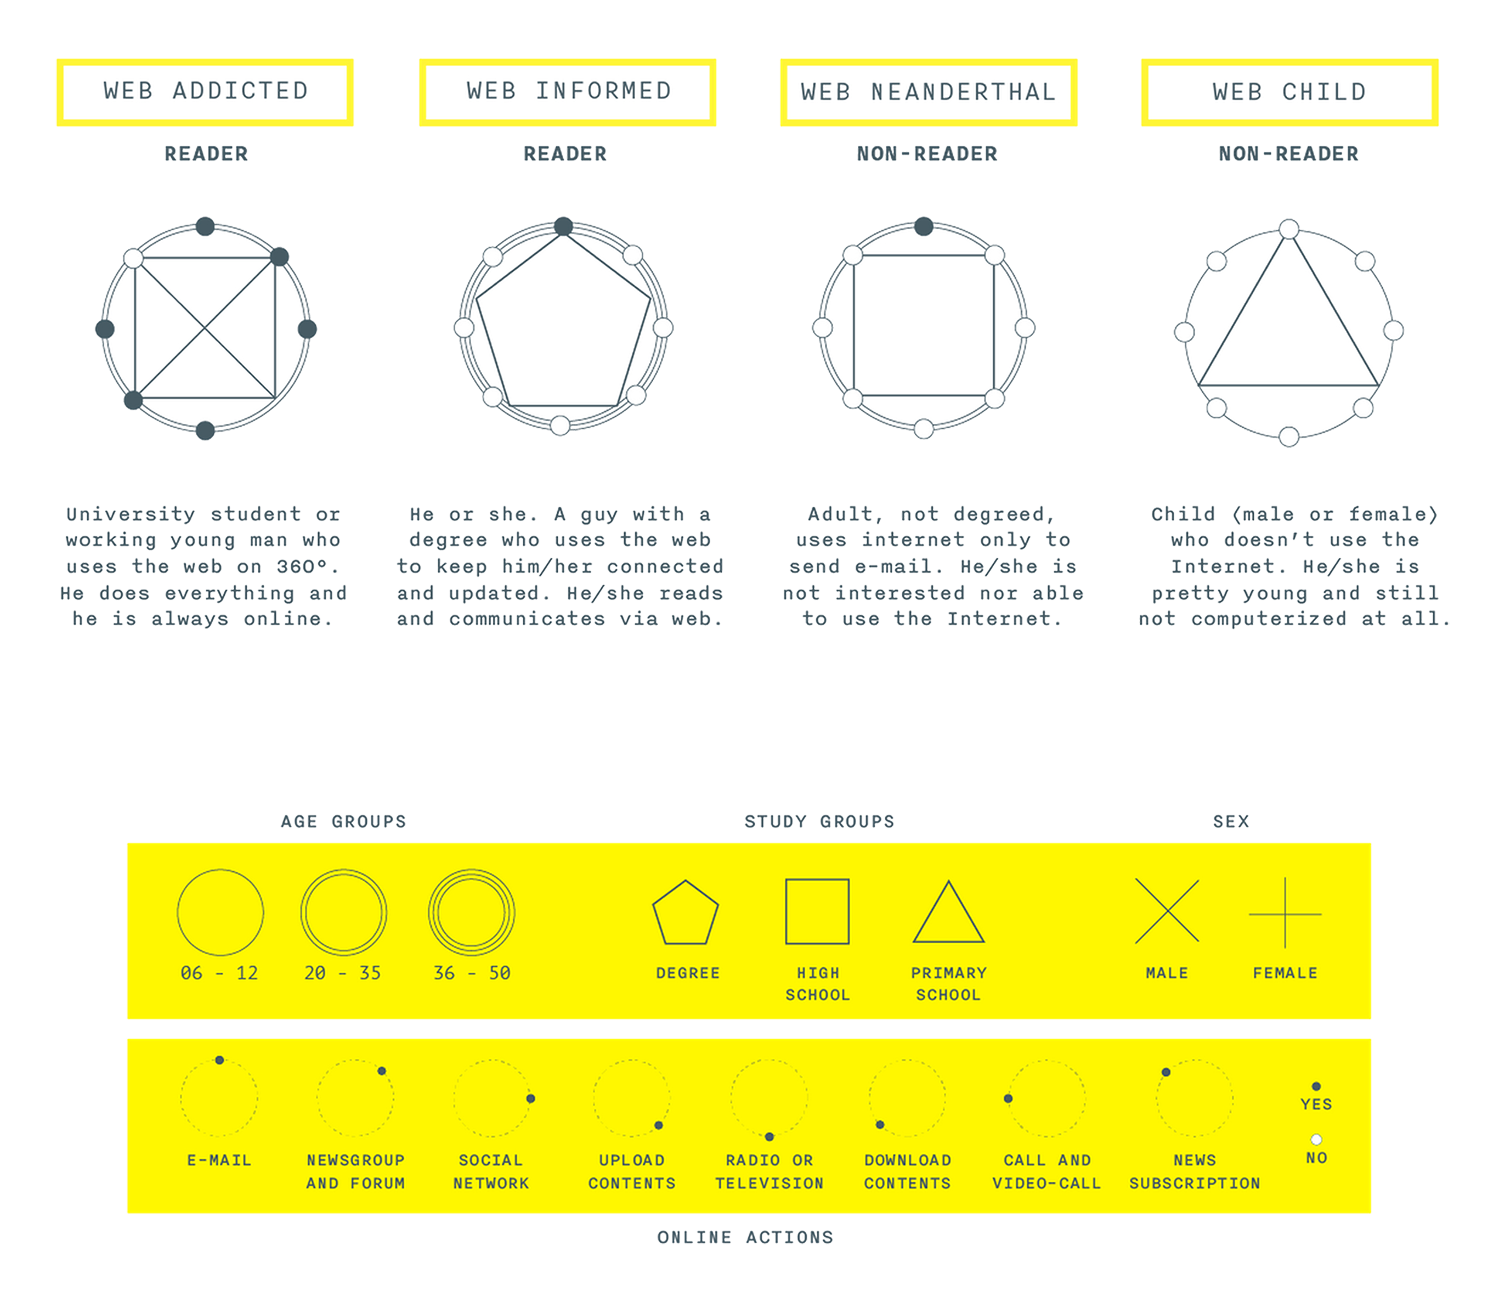 WEB ADDICTED
READER
University student or
working young man who
uses the web on 360°.
He does everything and
he is always online.
WEB INFORMED
READER
He or she. A guy with a
degree who uses the web
to keep him/her connected
and updated. He/she reads
and communicates via web.
WEB NEANDERTHAL
NON-READER
Adult, not degreed,
uses internet only to
send e-mail. He/she is
not interested nor able
to use the Internet.
WEB CHILD
NON-READER
Child (male or female)
who doesn’t use the
Internet. He/she is
pretty young and still
not computerized at all.
AGE GROUPS
06 - 12
20 - 35
36 - 50
STUDY GROUPS
DEGREE
HIGH
SCHOOL
PRIMARY
SCHOOL
SEX
MALE
FEMALE
E-MAIL
NEWSGROUP
AND FORUM
SOCIAL
NETWORK
UPLOAD
CONTENTS
RADIO OR
TELEVISION
DOWNLOAD
CONTENTS
CALL AND
VIDEO-CALL
NEWS
SUBSCRIPTION
YES
NO
ONLINE ACTIONS